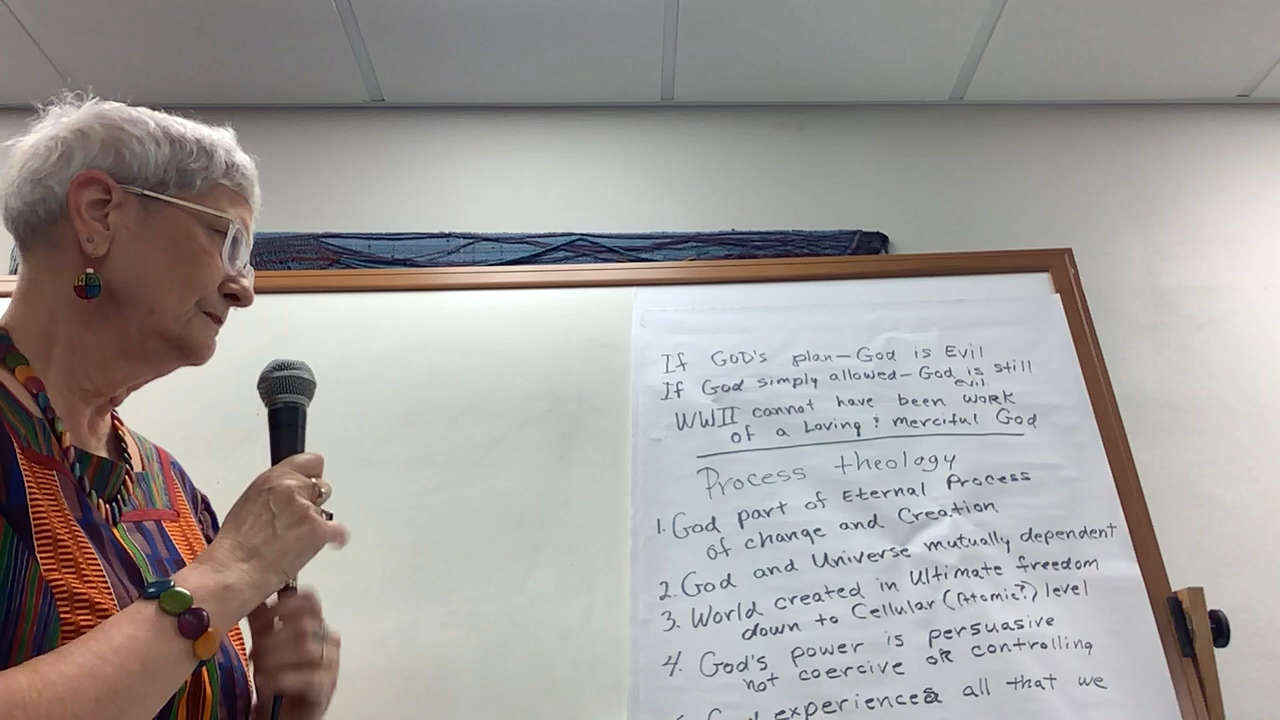 If GOD's plan—God is Evil
If God simply allowed—God is still
evil
WWII cannot have been WORK
of a Loving & merciful God
Process theology
1. God part of Eternal Process
of change and Creation
2. God and Universe mutually dependent
3. World created in Ultimate freedom
down to Cellular (Atomic?) level
4. God's power is persuasive
not coercive OR controlling
experiences all that we